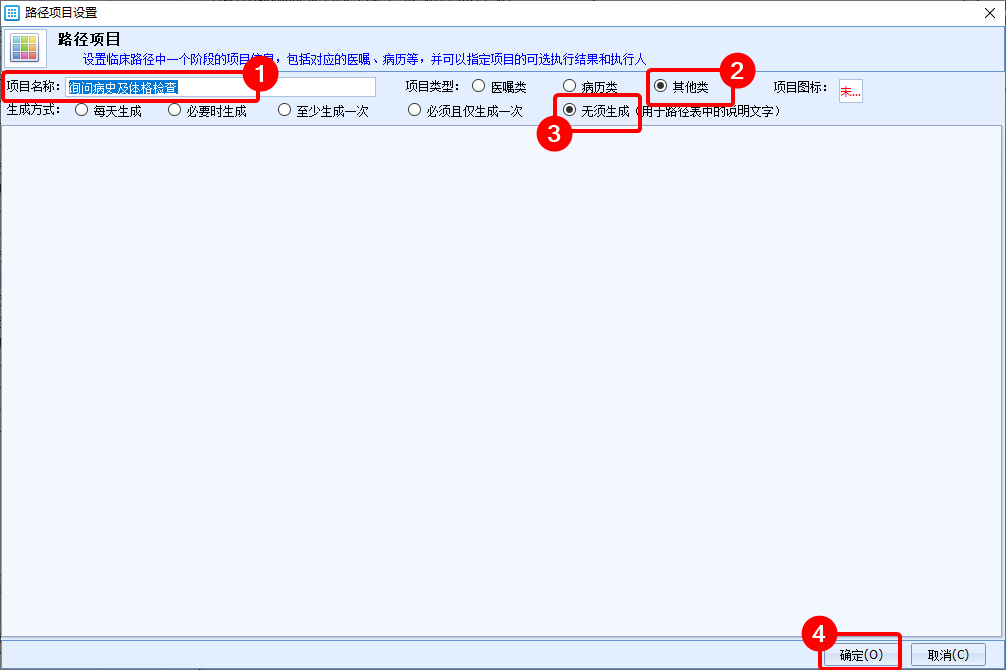 路径项目设置
路径项目
设置临床路径中一个阶段的项目信息，包括对应的医嘱、病历等，并可以指定项目的可选执行结果和执行人
1
2
项目名称： 询问病史及体格检查 项目类型： 医嘱类 病历类 其他类 项目图标： 未...
生成方式： 每天生成 必要时生成 至少生成一次 必须且仅生成一次 无须生成（用于路径表中的说明文字）
3
4
确定(O) 取消(C)